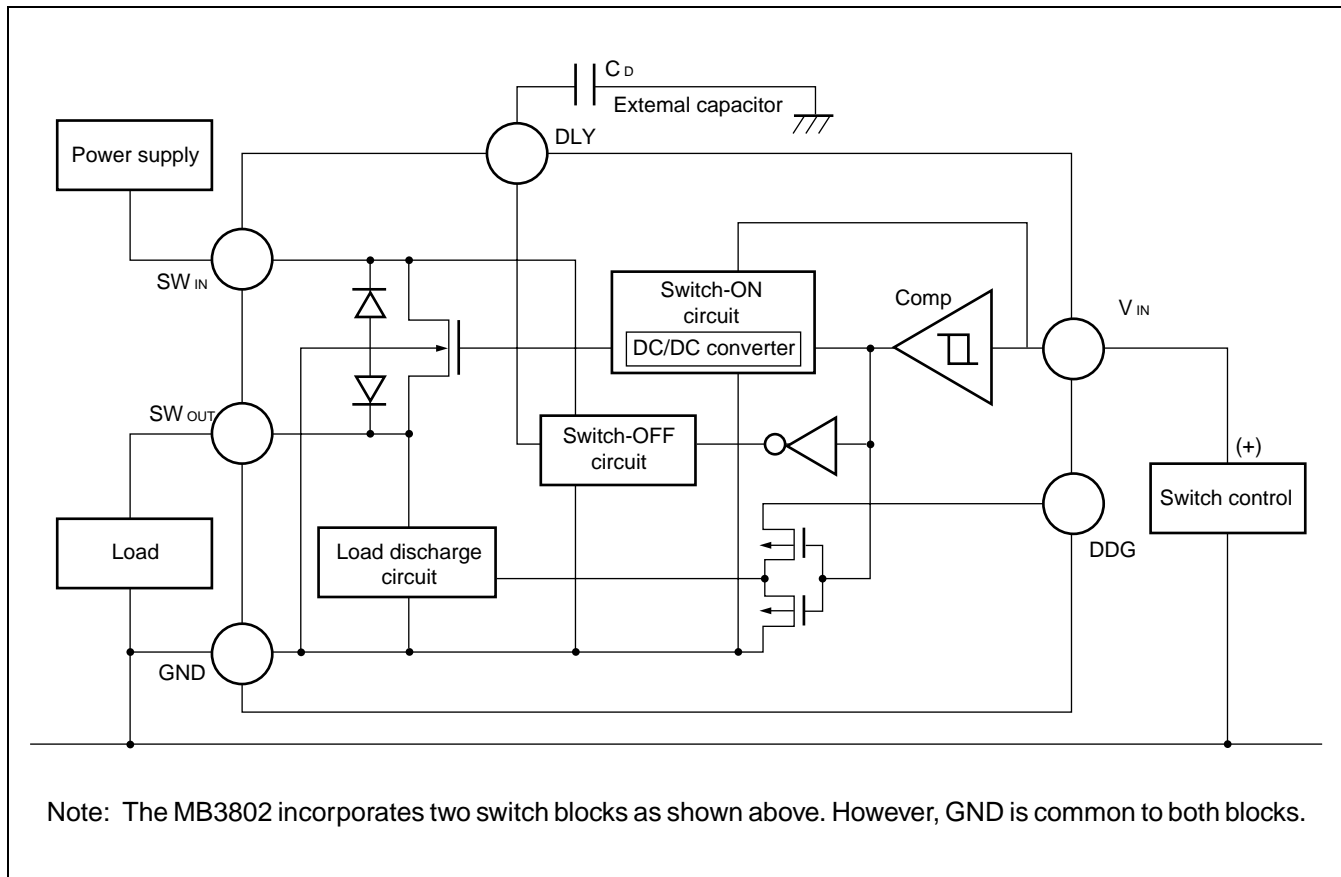 C D
External capacitor
DLY
Power supply
SW IN
Switch-ON
circuit
DC/DC converter
Comp
V IN
SW OUT
Switch-OFF
circuit
(+)
Switch control
Load
Load discharge
circuit
DDG
GND
Note: The MB3802 incorporates two switch blocks as shown above. However, GND is common to both blocks.